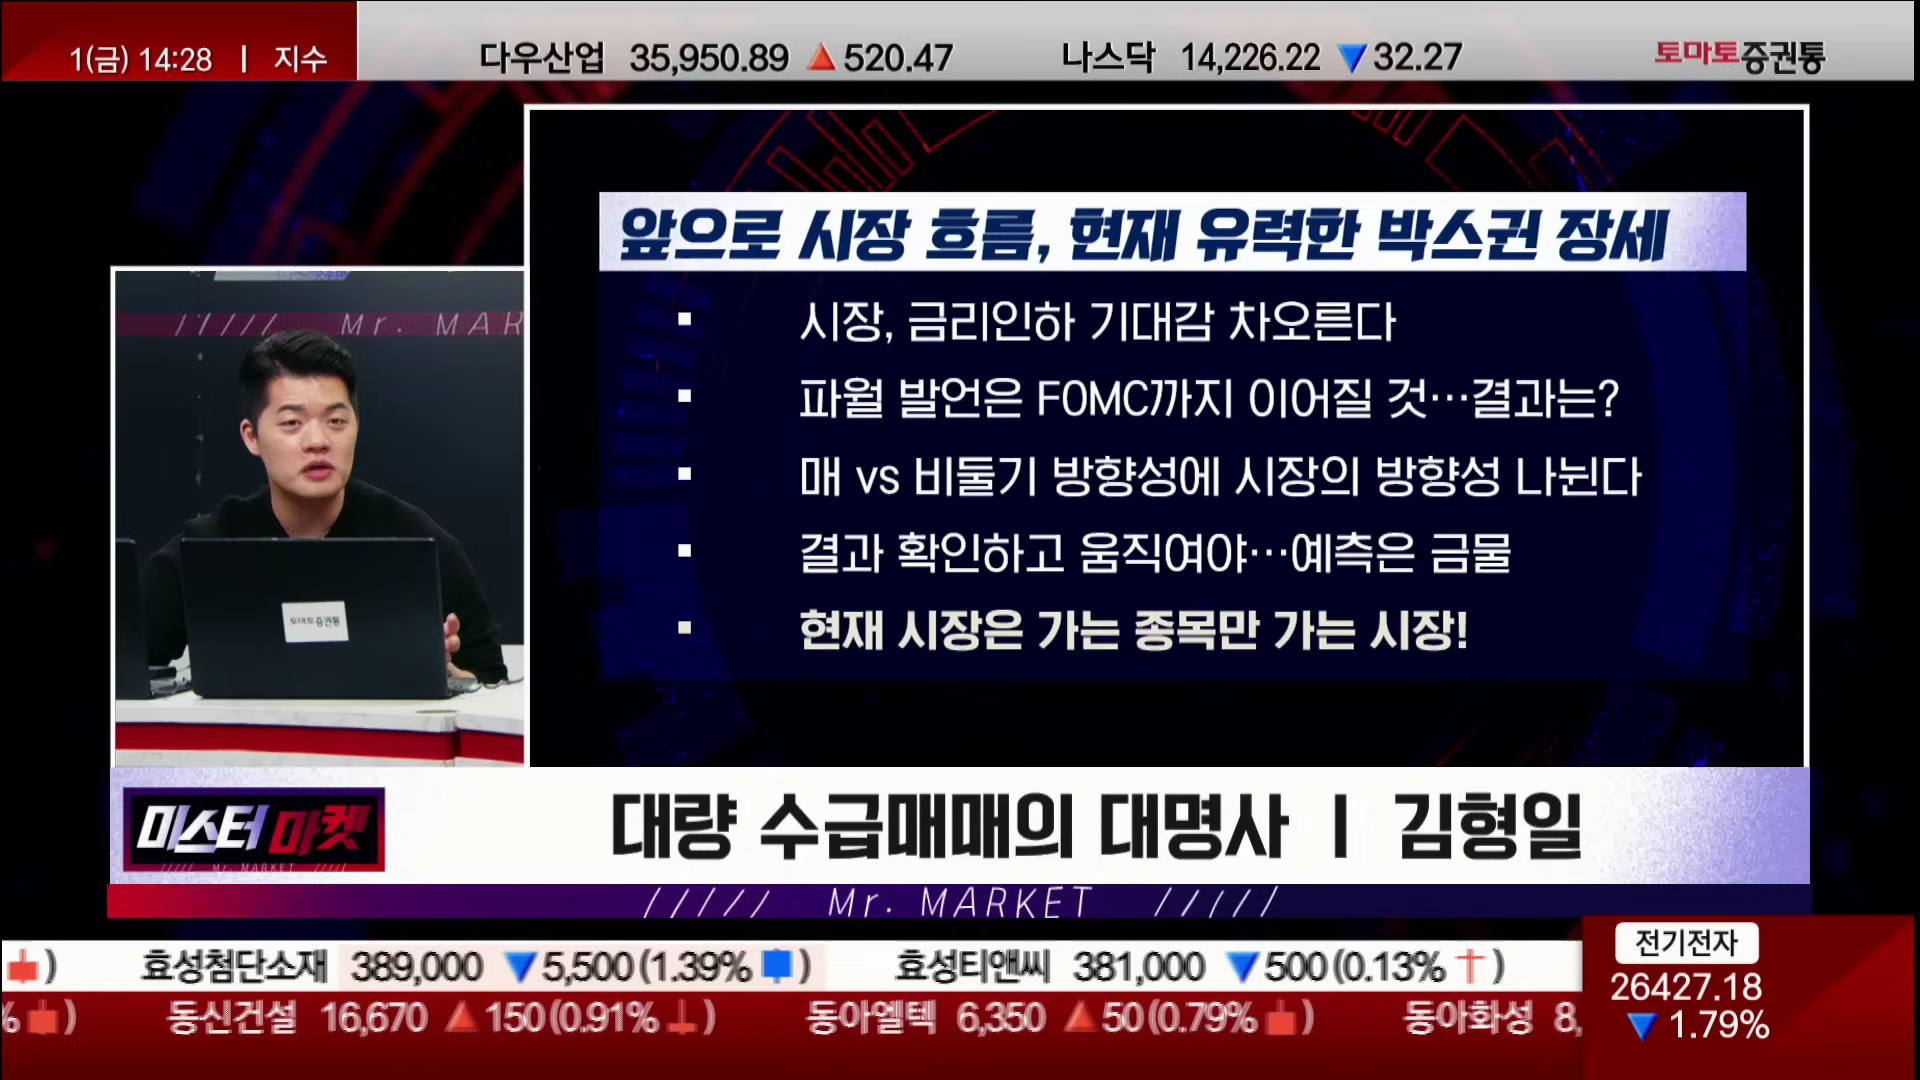 1(금) 14:28 | 지수
다우산업 35,950.89 ▲520.47 나스닥 14,226.22 ▼32.27
토마토증권통
앞으로 시장 흐름, 현재 유력한 박스권 장세
▪ 시장, 금리인하 기대감 차오른다
▪ 파월 발언은 FOMC까지 이어질 것…결과는?
▪ 매 vs 비둘기 방향성에 시장의 방향성 나뉜다
▪ 결과 확인하고 움직여야…예측은 금물
▪ 현재 시장은 가는 종목만 가는 시장!
///// Mr. MAR
토마토증권통
미스터 마켓
///// Mr. MARKET /////
대량 수급매매의 대명사 | 김형일
///// Mr. MARKET /////
) 효성첨단소재 389,000 ▼5,500(1.39% ) 효성티앤씨 381,000 ▼500(0.13% )
% ) 동신건설 16,670 ▲150(0.91% ) 동아엘텍 6,350 ▲50(0.79% ) 동아화성 8,
전기전자
26427.18
▼ 1.79%